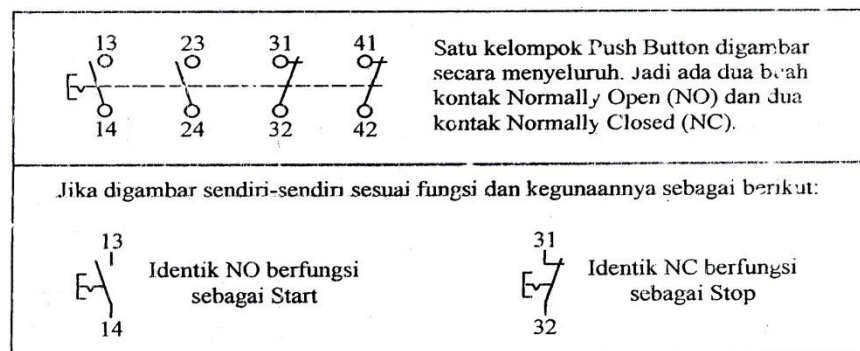 13 23 31 41
14 24 32 42
Satu kelompok Push Button digambar
secara menyeluruh. Jadi ada dua buah
kontak Normally Open (NO) dan dua
kontak Normally Closed (NC).
Jika digambar sendiri-sendiri sesuai fungsi dan kegunaannya sebagai berikut:
13
14
Identik NO berfungsi
sebagai Start
31
32
Identik NC berfungsi
sebagai Stop